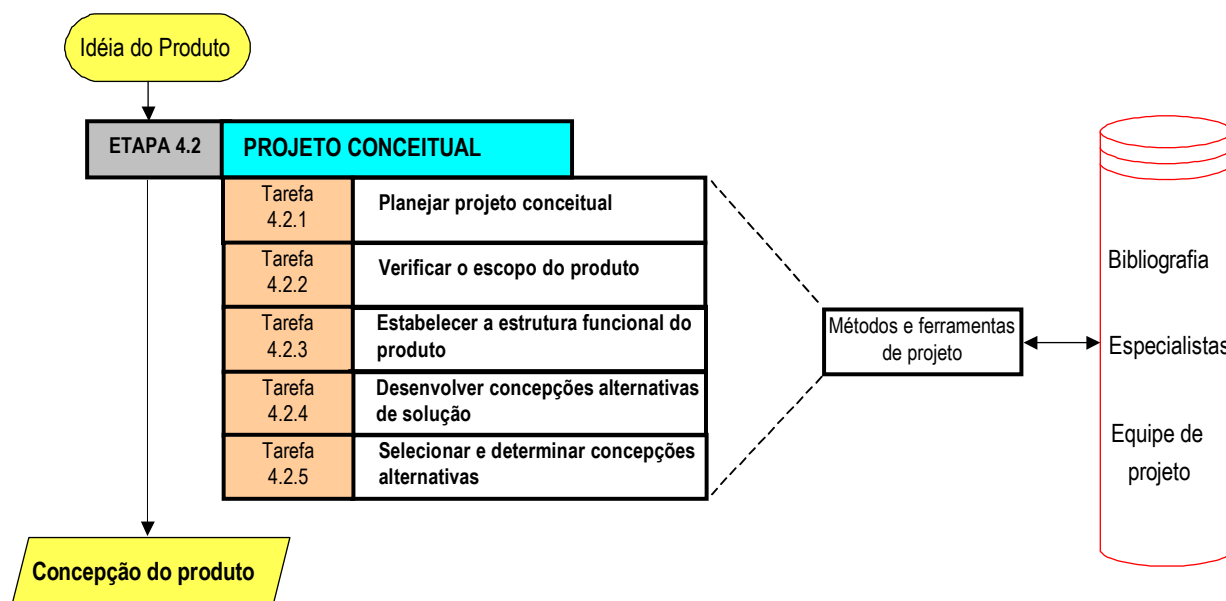 Idéia do Produto
ETAPA 4.2
PROJETO CONCEITUAL
Tarefa
4.2.1
Planejar projeto conceitual
Tarefa
4.2.2
Verificar o escopo do produto
Tarefa
4.2.3
Estabelecer a estrutura funcional do
produto
Tarefa
4.2.4
Desenvolver concepções alternativas
de solução
Tarefa
4.2.5
Selecionar e determinar concepções
alternativas
Métodos e ferramentas
de projeto
Bibliografia
Especialistas
Equipe de
projeto
Concepção do produto